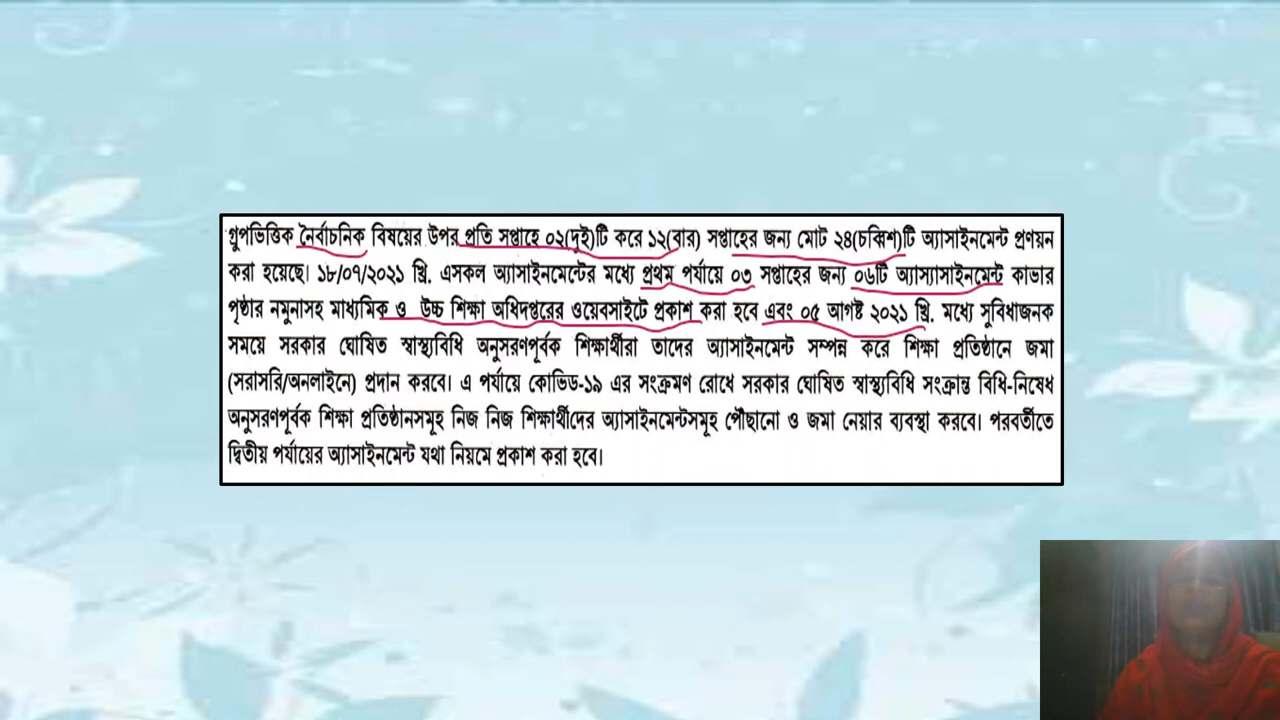 গ্রুপভিত্তিক নৈর্বাচনিক বিষয়ের উপর প্রতি সপ্তাহে ০২(দুই)টি করে ১২(বার) সপ্তাহের জন্য মোট ২৪(চব্বিশ)টি অ্যাসাইনমেন্ট প্রণয়ন
করা হয়েছে। ১৮/০৭/২০২১ খ্রি. এসকল অ্যাসাইনমেন্টের মধ্যে প্রথম পর্যায়ে ০৩ সপ্তাহের জন্য ০৬টি অ্যাস্যাসাইনমেন্ট কাভার
পৃষ্ঠার নমুনাসহ মাধ্যমিক ও উচ্চ শিক্ষা অধিদপ্তরের ওয়েবসাইটে প্রকাশ করা হবে এবং ০৫ আগষ্ট ২০২১ খ্রি. মধ্যে সুবিধাজনক
সময়ে সরকার ঘোষিত স্বাস্থ্যবিধি অনুসরণপূর্বক শিক্ষার্থীরা তাদের অ্যাসাইনমেন্ট সম্পন্ন করে শিক্ষা প্রতিষ্ঠানে জমা
(সরাসরি/অনলাইনে) প্রদান করবে। এ পর্যায়ে কোভিড-১৯ এর সংক্রমণ রোধে সরকার ঘোষিত স্বাস্থ্যবিধি সংক্রান্ত বিধি-নিষেধ
অনুসরণপূর্বক শিক্ষা প্রতিষ্ঠানসমূহ নিজ নিজ শিক্ষার্থীদের অ্যাসাইনমেন্টসমূহ পৌঁছানো ও জমা নেয়ার ব্যবস্থা করবে। পরবর্তীতে
দ্বিতীয় পর্যায়ের অ্যাসাইনমেন্ট যথা নিয়মে প্রকাশ করা হবে।